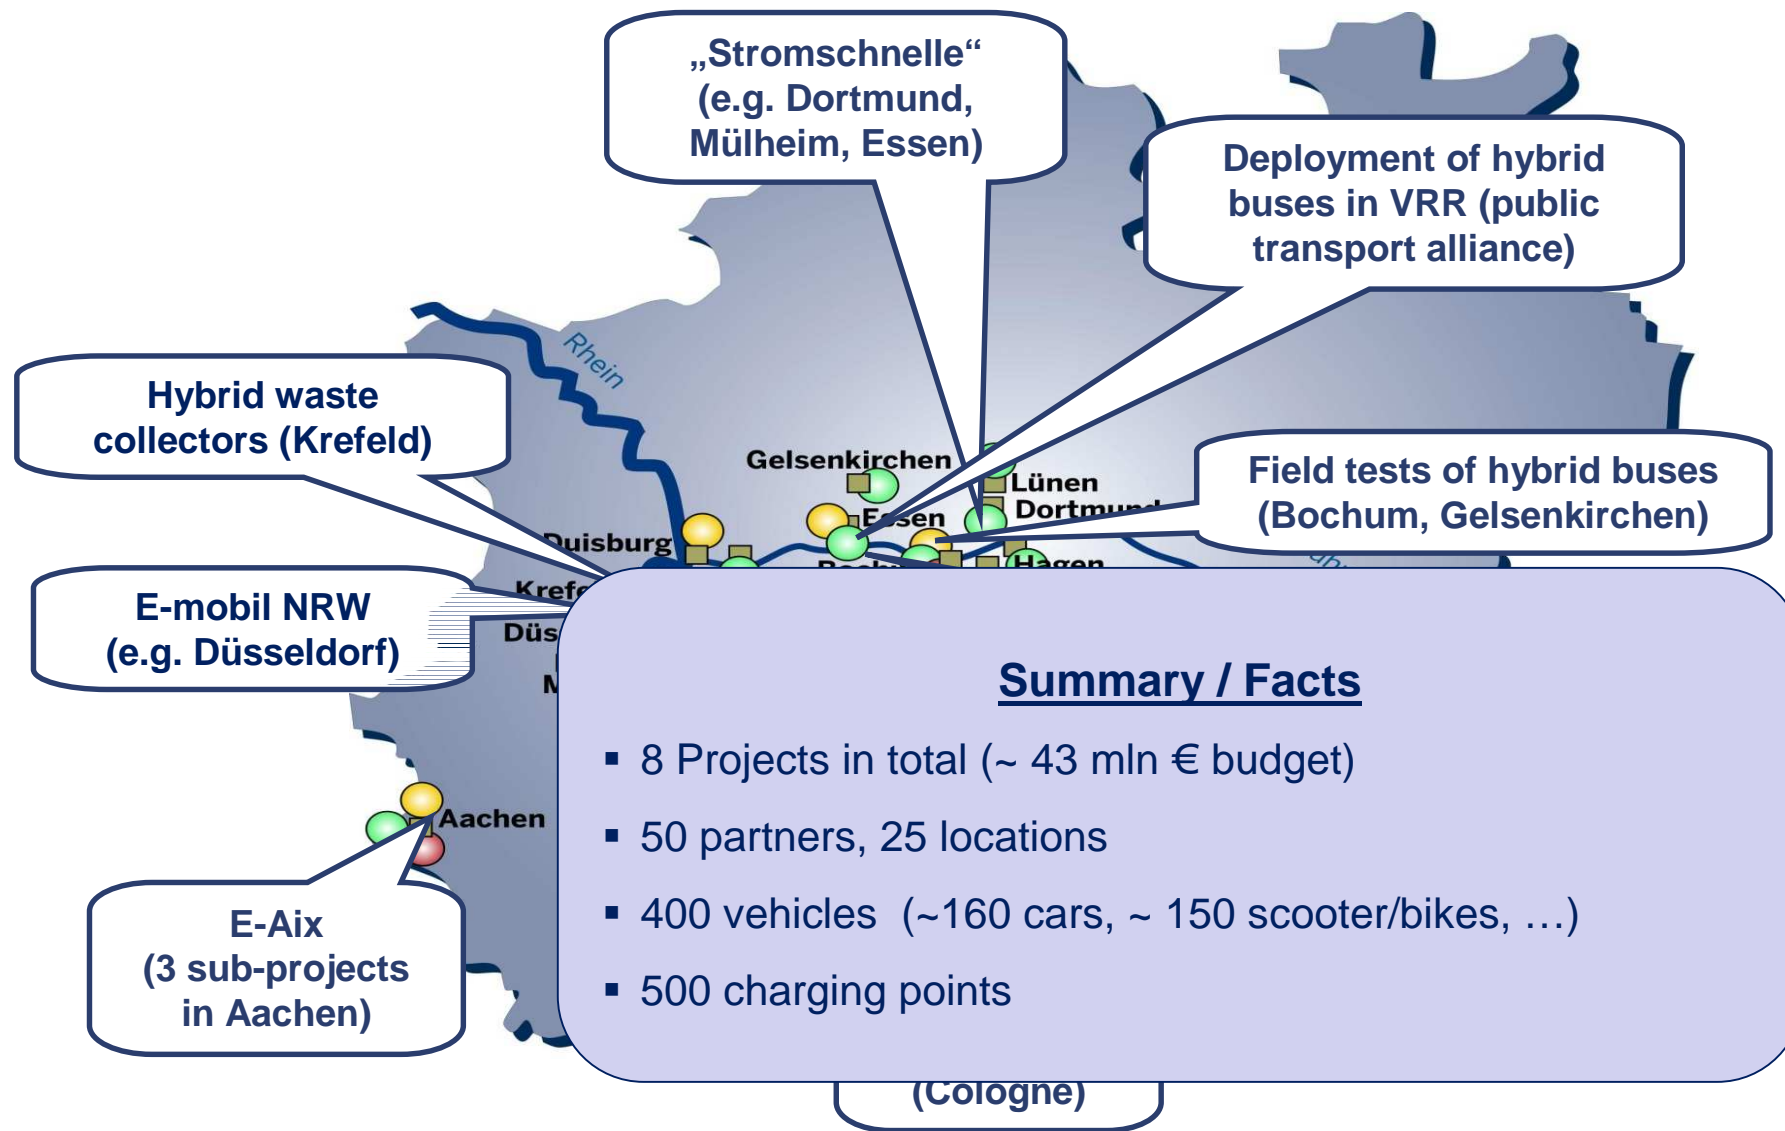 „Stromschnelle“
(e.g. Dortmund,
Mülheim, Essen)
Deployment of hybrid
buses in VRR (public
transport alliance)
Rhein
Hybrid waste
collectors (Krefeld)
Gelsenkirchen
Lünen
Dortmund
Essen
Field tests of hybrid buses
(Bochum, Gelsenkirchen)
Duisburg
Hagen
E-mobil NRW
(e.g. Düsseldorf)
Summary / Facts
▪ 8 Projects in total (~ 43 mln € budget)
▪ 50 partners, 25 locations
▪ 400 vehicles (~160 cars, ~ 150 scooter/bikes, …)
▪ 500 charging points
Aachen
E-Aix
(3 sub-projects
in Aachen)
(Cologne)